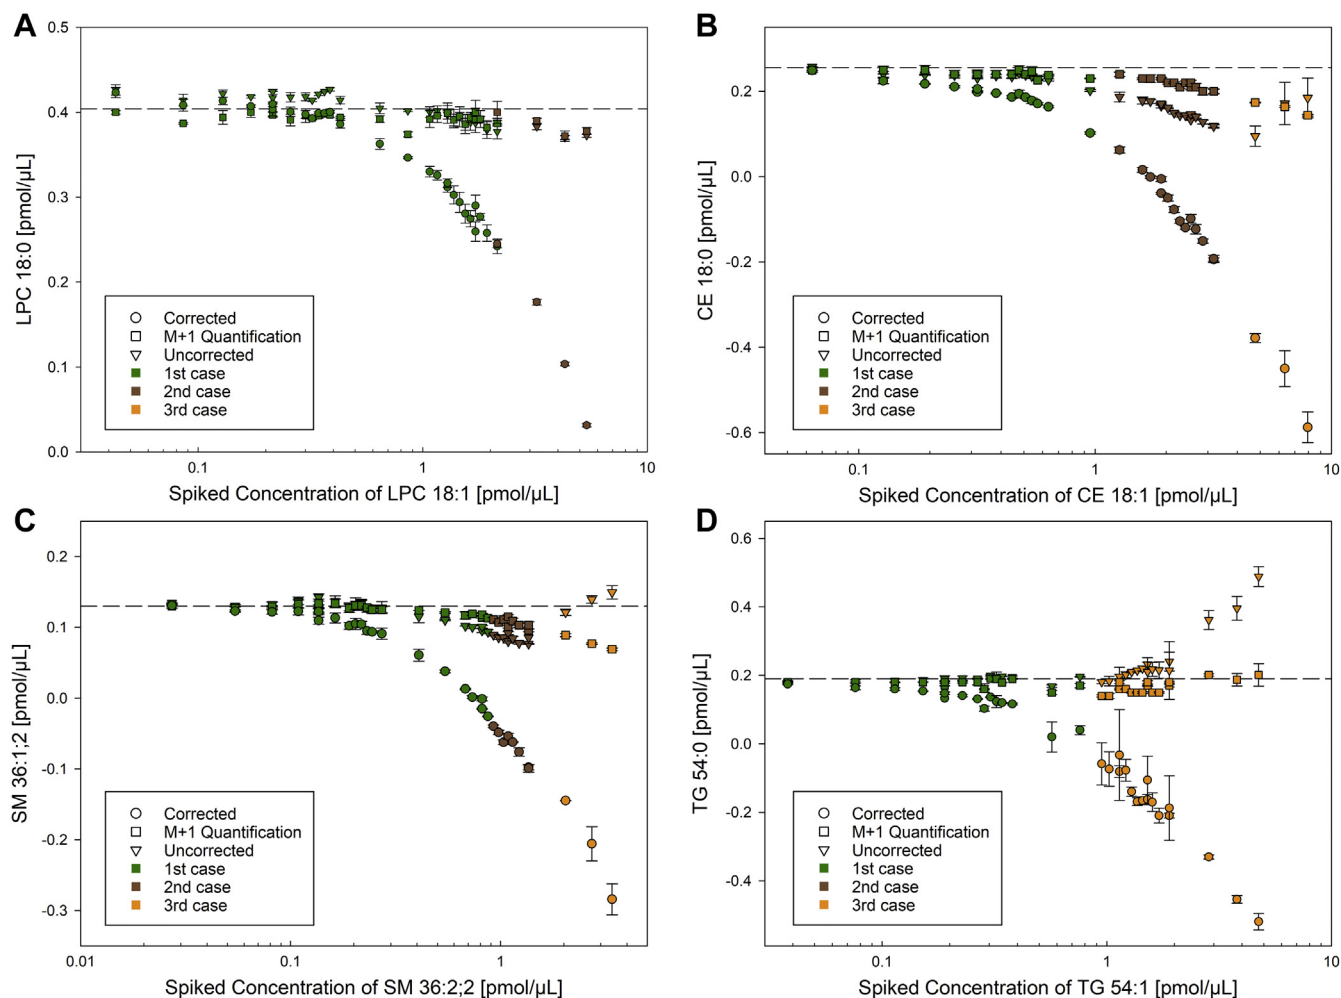 A
0.5
0.4
0.3
0.2
0.1
0.0
LPC 18:0 [pmol/µL]
Corrected
M+1 Quantification
Uncorrected
1st case
2nd case
3rd case
0.1
1
10
Spiked Concentration of LPC 18:1 [pmol/µL]
B
0.2
0.0
-0.2
-0.4
-0.6
CE 18:0 [pmol/µL]
Corrected
M+1 Quantification
Uncorrected
1st case
2nd case
3rd case
0.1
1
10
Spiked Concentration of CE 18:1 [pmol/µL]
C
0.2
0.1
0.0
-0.1
-0.2
-0.3
SM 36:1;2 [pmol/µL]
Corrected
M+1 Quantification
Uncorrected
1st case
2nd case
3rd case
0.01
0.1
1
Spiked Concentration of SM 36:2;2 [pmol/µL]
D
0.6
0.4
0.2
0.0
-0.2
-0.4
TG 54:0 [pmol/µL]
Corrected
M+1 Quantification
Uncorrected
1st case
2nd case
3rd case
0.1
1
10
Spiked Concentration of TG 54:1 [pmol/µL]